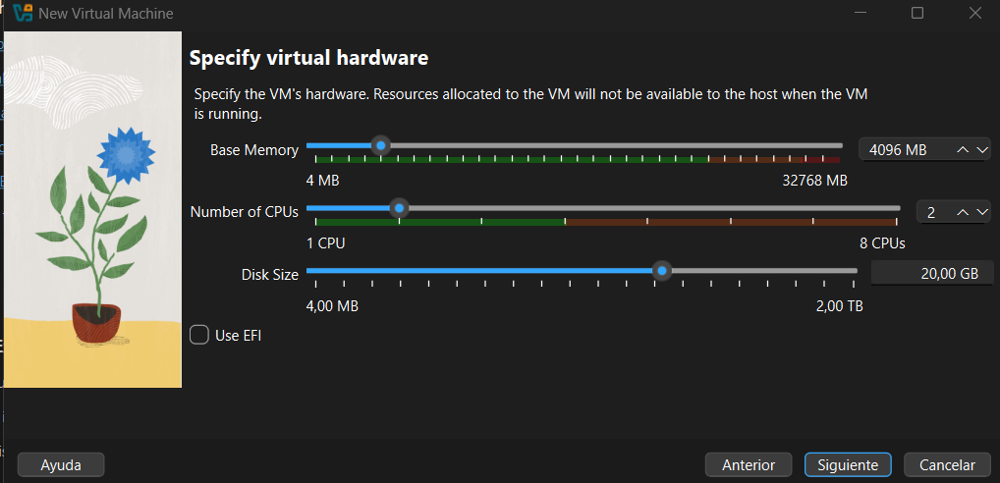 New Virtual Machine
Specify virtual hardware
Specify the VM's hardware. Resources allocated to the VM will not be available to the host when the VM
is running.
Base Memory
4096 MB
4 MB
32768 MB
Number of CPUs
2
1 CPU
8 CPUs
Disk Size
20,00 GB
4,00 MB
2,00 TB
Use EFI
Ayuda
Anterior
Siguiente
Cancelar